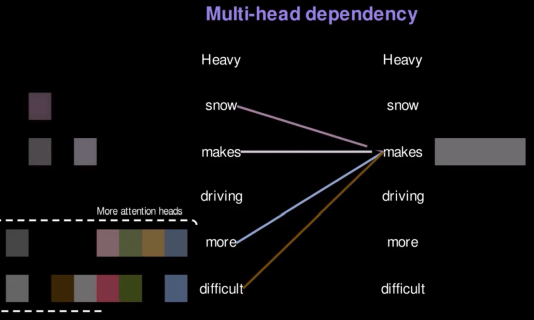 Multi-head dependency
Heavy Heavy
snow snow
makes makes
driving driving
More attention heads
more more
difficult difficult